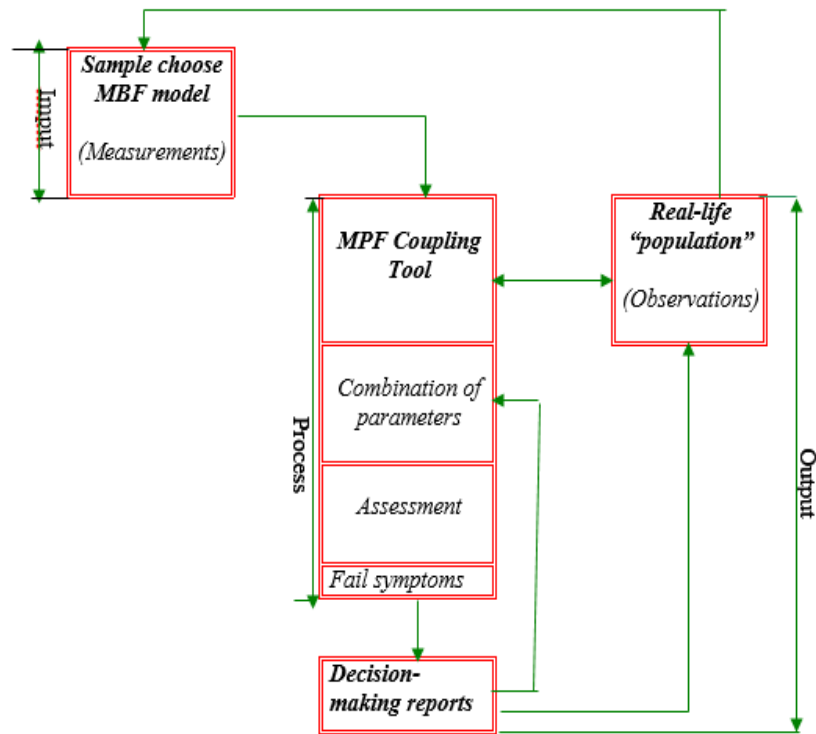 Imput
Sample choose
MBF model
(Measurements)
MPF Coupling
Tool
Real-life
“population”
(Observations)
Combination of
parameters
Process
Assessment
Output
Fail symptoms
Decision-
making reports